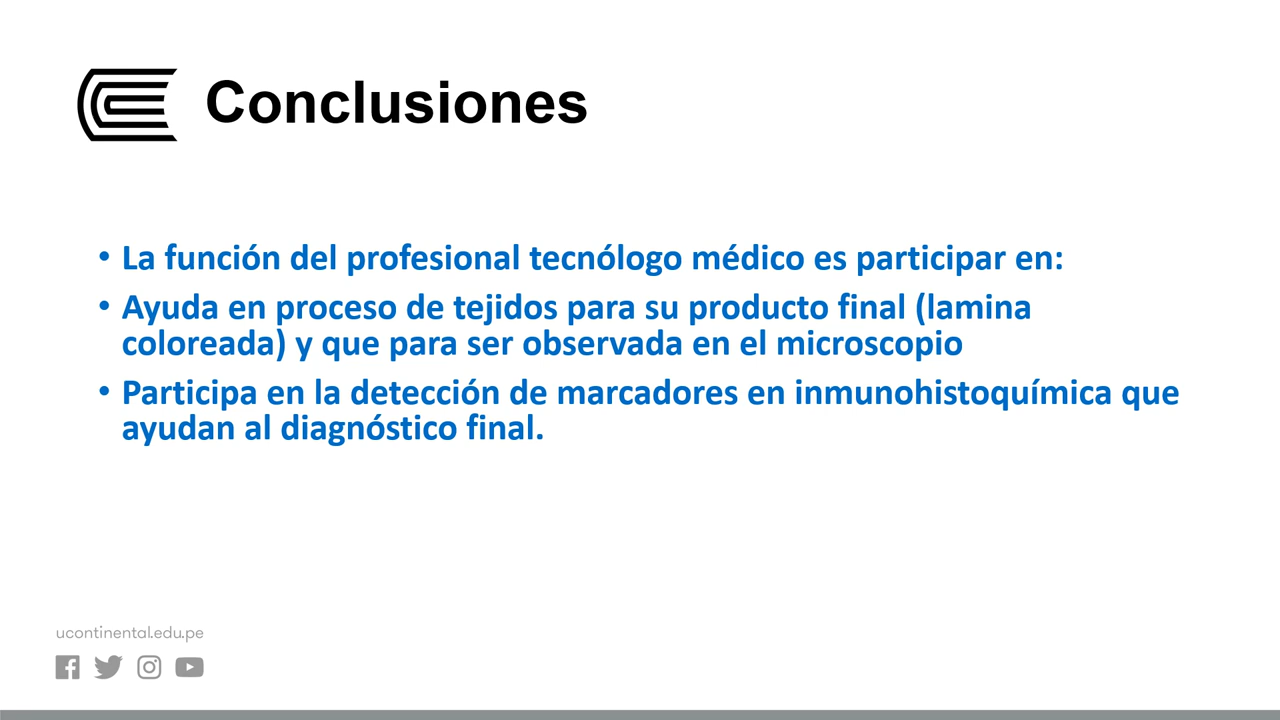 Conclusiones
• La función del profesional tecnólogo médico es participar en:
• Ayuda en proceso de tejidos para su producto final (lamina
coloreada) y que para ser observada en el microscopio
• Participa en la detección de marcadores en inmunohistoquímica que
ayudan al diagnóstico final.
ucontinental.edu.pe